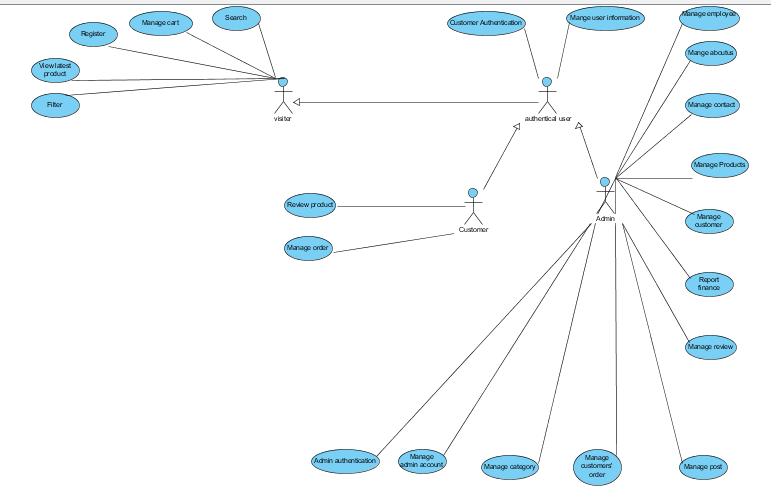 Search
Manage cart
Register
View latest
product
Filter
visiter
Customer Authentication
Mange user information
authentical user
Manage employee
Mange aboutus
Manage contact
Manage Products
Manage
customer
Report
finance
Manage review
Review product
Manage order
Customer
Admin
Admin authentication
Manage
admin account
Manage category
Manage
customers'
order
Manage post